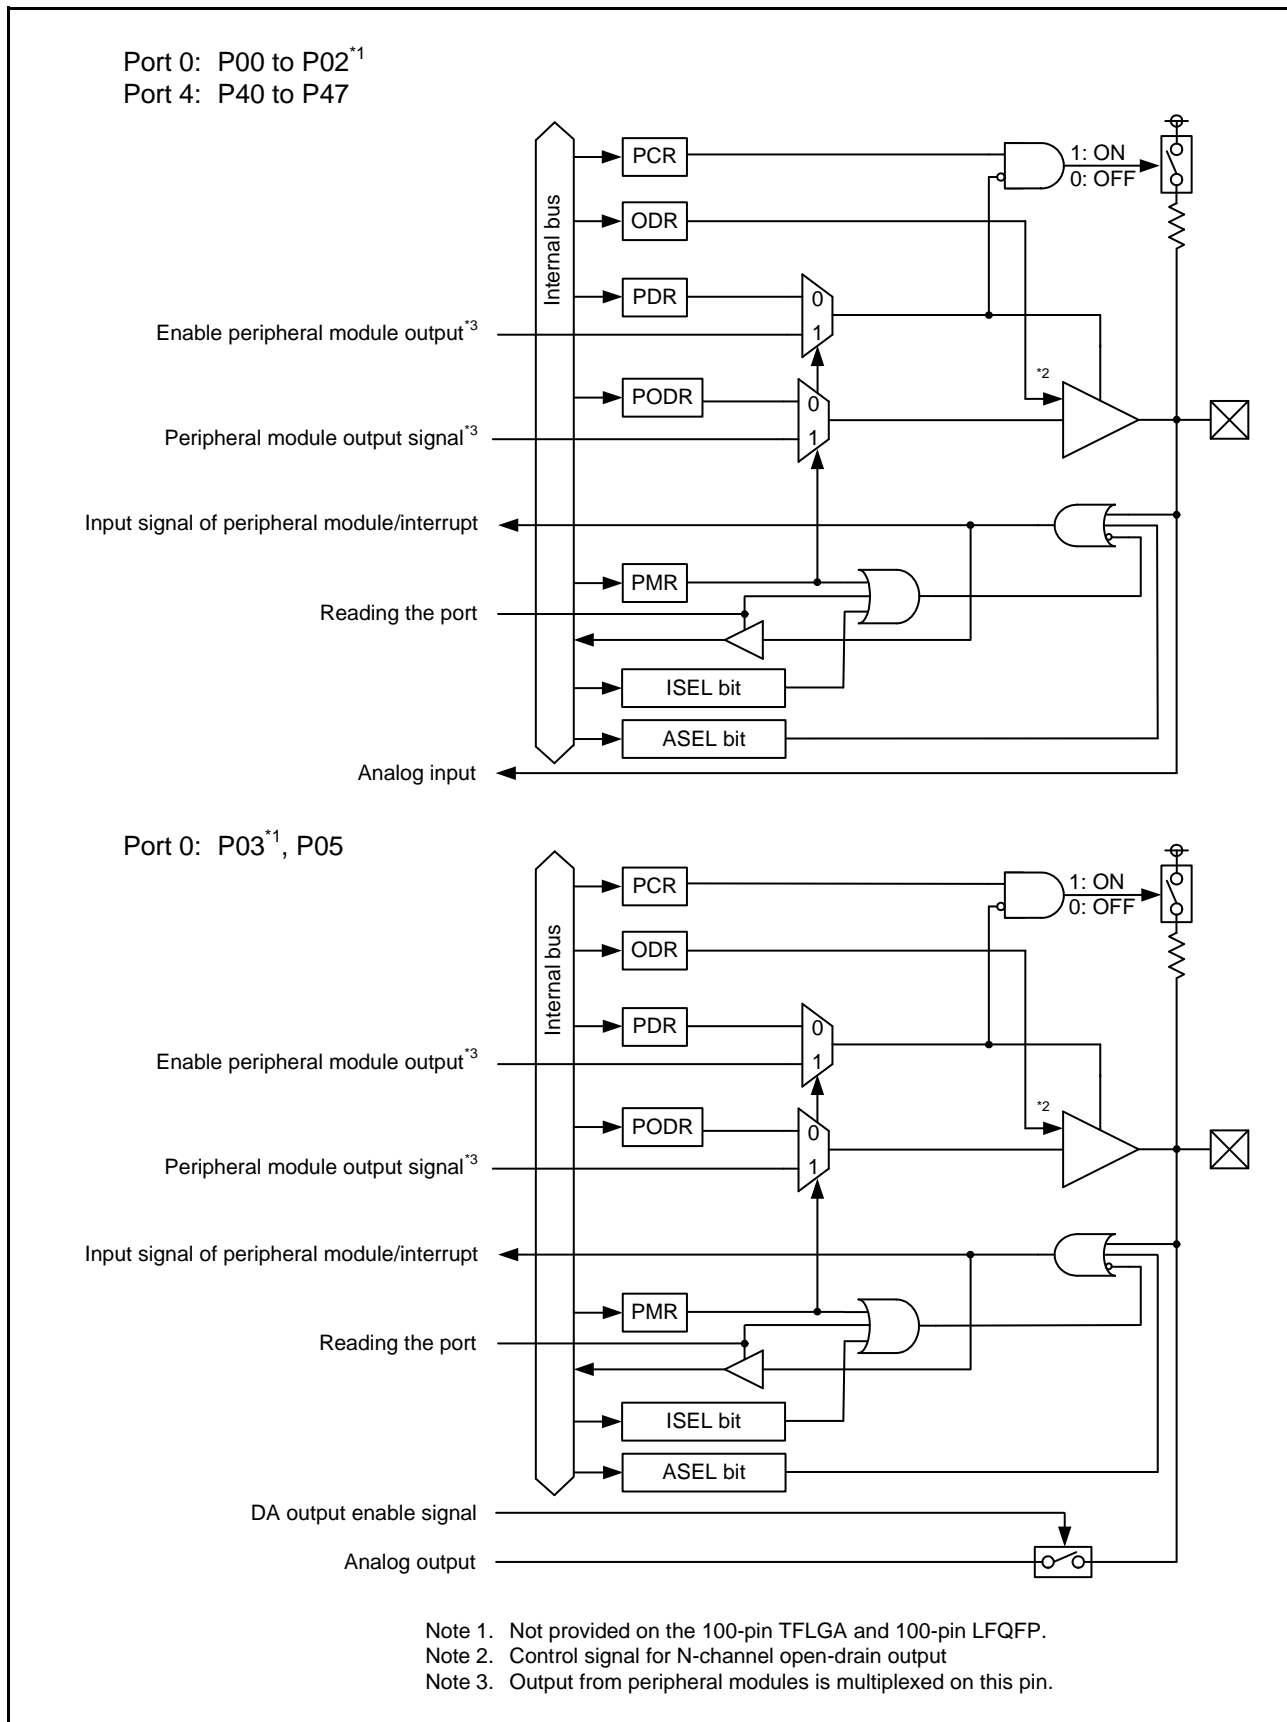 Port 0: P00 to P02*1
Port 4: P40 to P47
Internal bus
PCR
1: ON
0: OFF
ODR
PDR
0
1
Enable peripheral module output*3
PODR
0
1
*2
Peripheral module output signal*3
Input signal of peripheral module/interrupt
PMR
Reading the port
ISEL bit
ASEL bit
Analog input
Port 0: P03*1, P05
Internal bus
PCR
1: ON
0: OFF
ODR
PDR
0
1
Enable peripheral module output*3
PODR
0
1
*2
Peripheral module output signal*3
Input signal of peripheral module/interrupt
PMR
Reading the port
ISEL bit
ASEL bit
DA output enable signal
Analog output
Note 1. Not provided on the 100-pin TFLGA and 100-pin LFQFP.
Note 2. Control signal for N-channel open-drain output
Note 3. Output from peripheral modules is multiplexed on this pin.